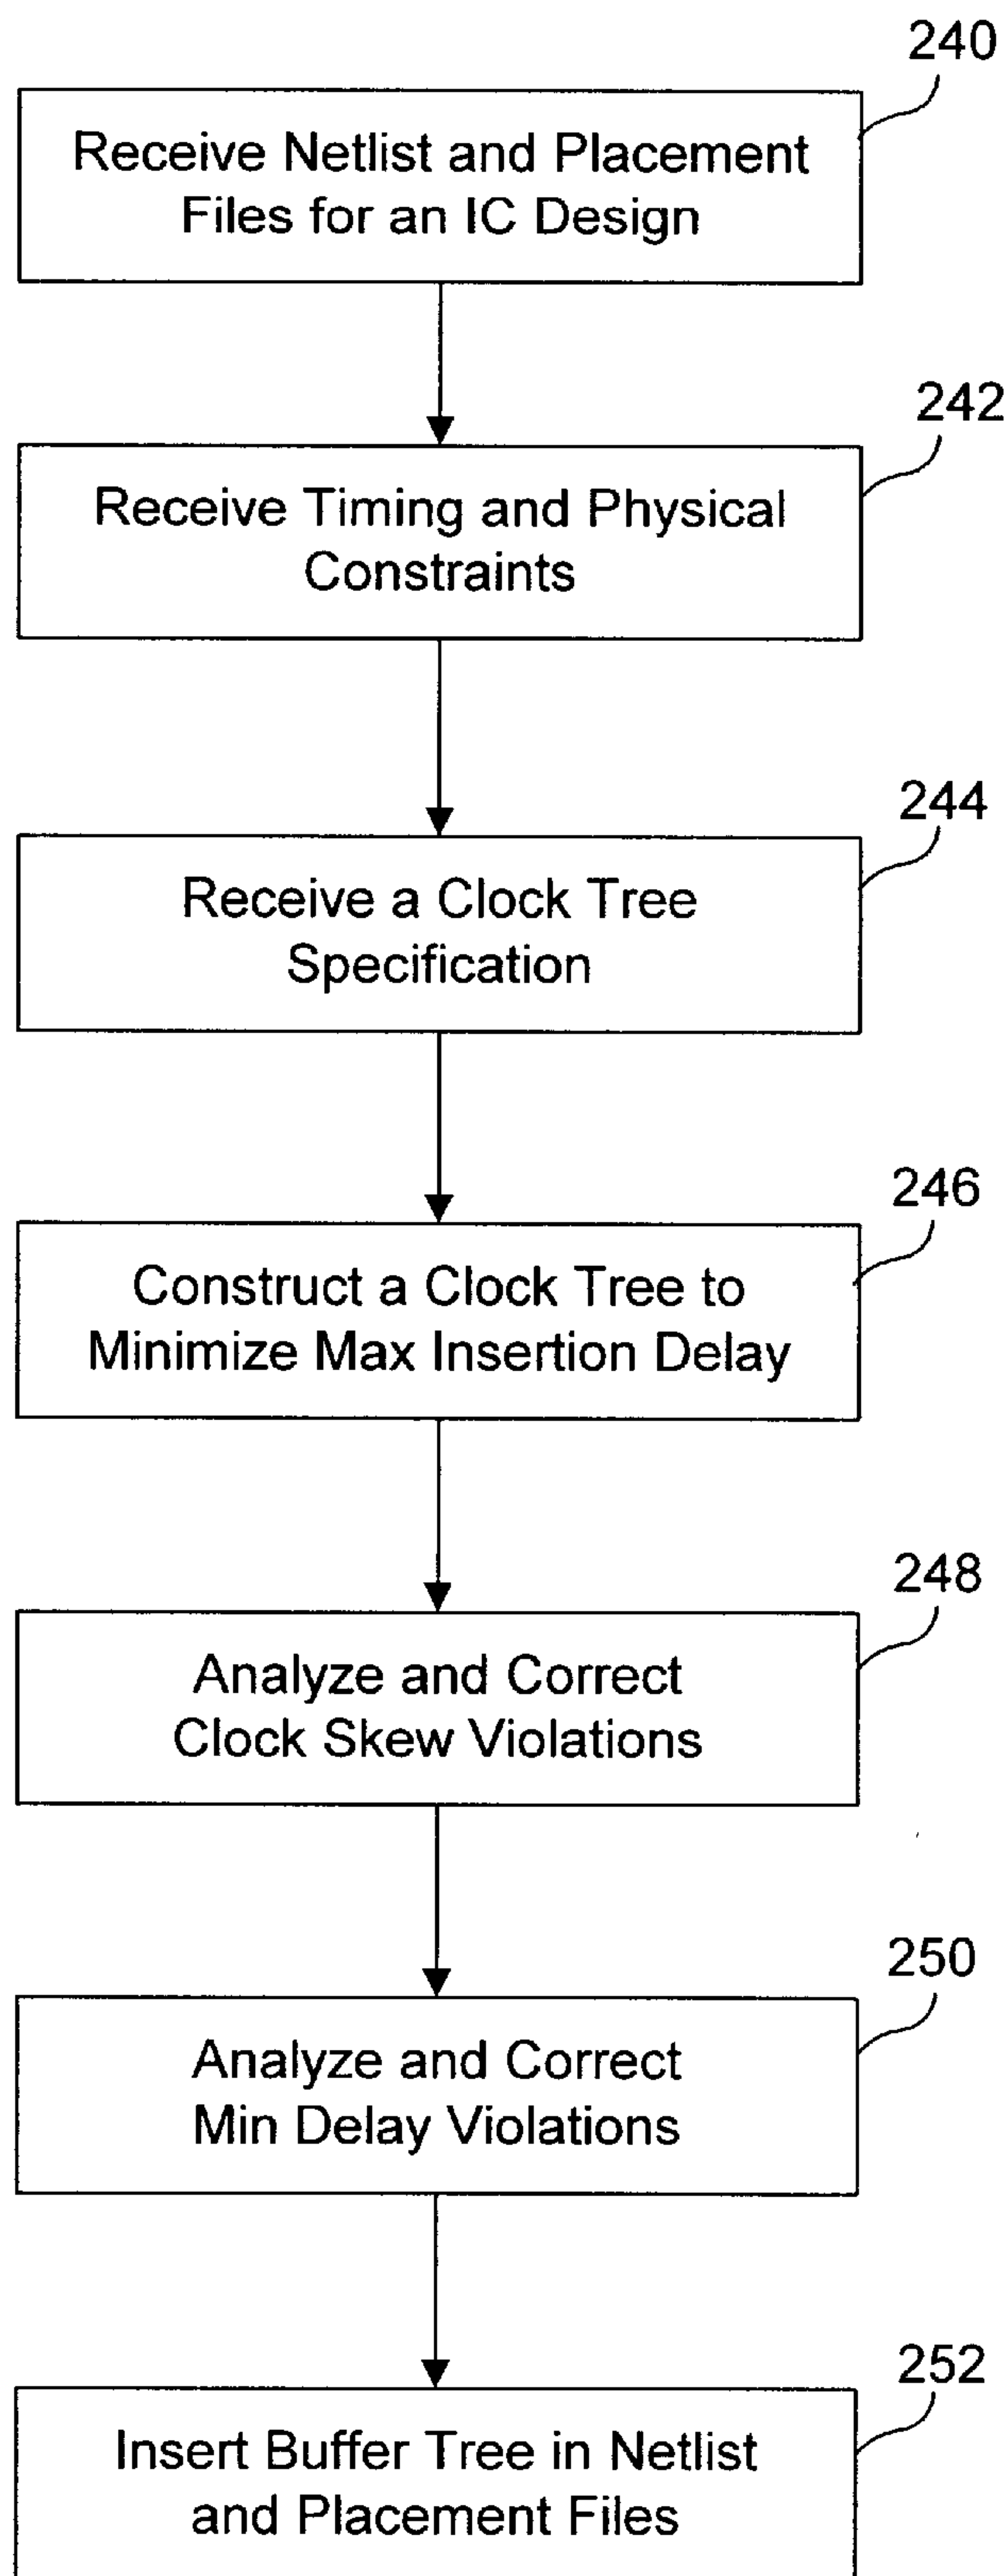 240
Receive Netlist and Placement
Files for an IC Design
242
Receive Timing and Physical
Constraints
244
Receive a Clock Tree
Specification
246
Construct a Clock Tree to
Minimize Max Insertion Delay
248
Analyze and Correct
Clock Skew Violations
250
Analyze and Correct
Min Delay Violations
252
Insert Buffer Tree in Netlist
and Placement Files